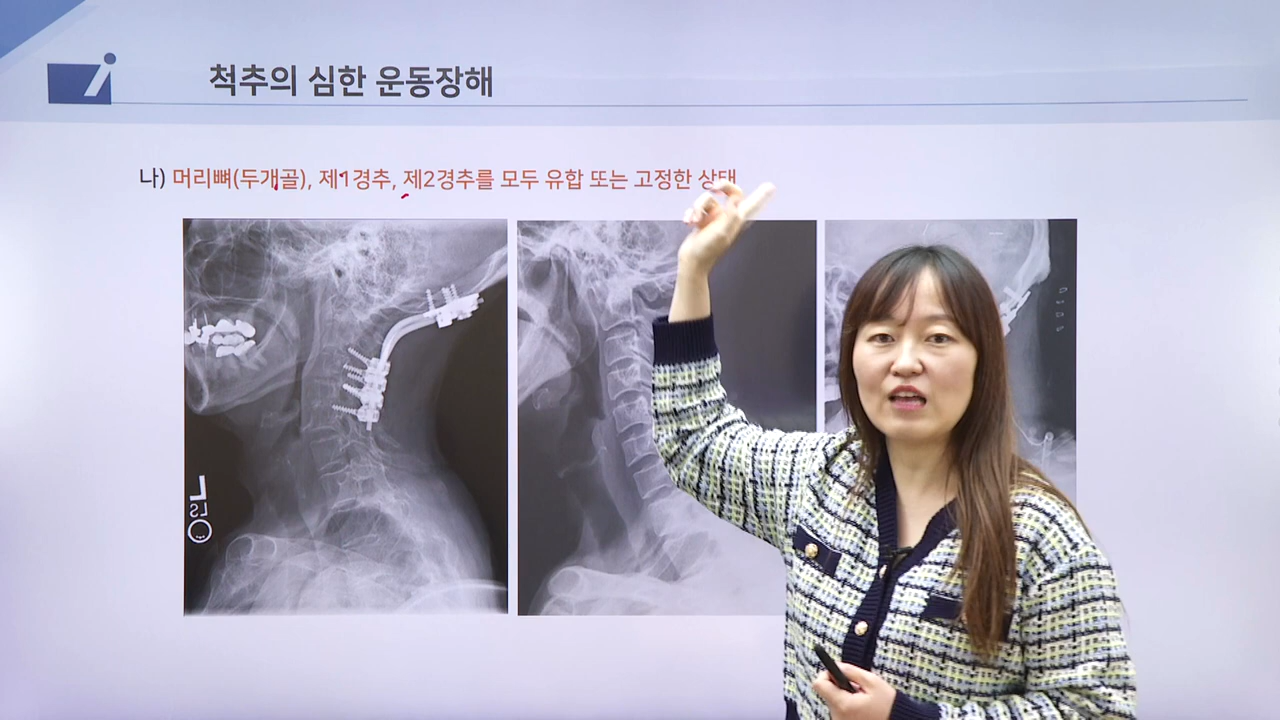 척추의 심한 운동장해
나) 머리뼈(두개골), 제1경추, 제2경추를 모두 유합 또는 고정한 상태
L